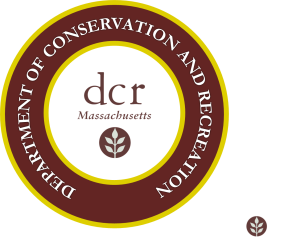 DEPARTMENT OF CONSERVATION AND RECREATION
dcr
Massachusetts